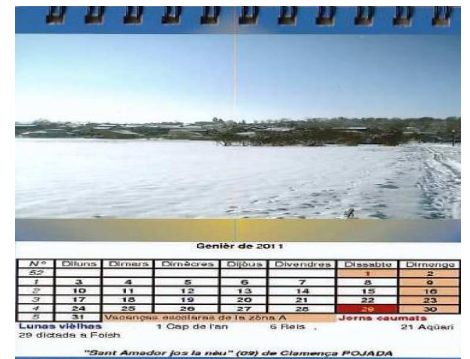 Genièr de 2011
N° Diluns Dimars Dimècres Dijòus Divendres Dissabte Dimenge
52 1 2
1 3 4 5 6 7 8 9
2 10 11 12 13 14 15 16
3 17 18 19 20 21 22 23
4 24 25 26 27 28 29 30
5 31 Vacanças escolaras de la zòna A Jorns caumats
Lunas vièlhas 1 Cap de l'an 6 Reis 21 Aqüari
29 dictada a Foish
"Sant Amador jos la nèu" (09) de Clamença POJADA